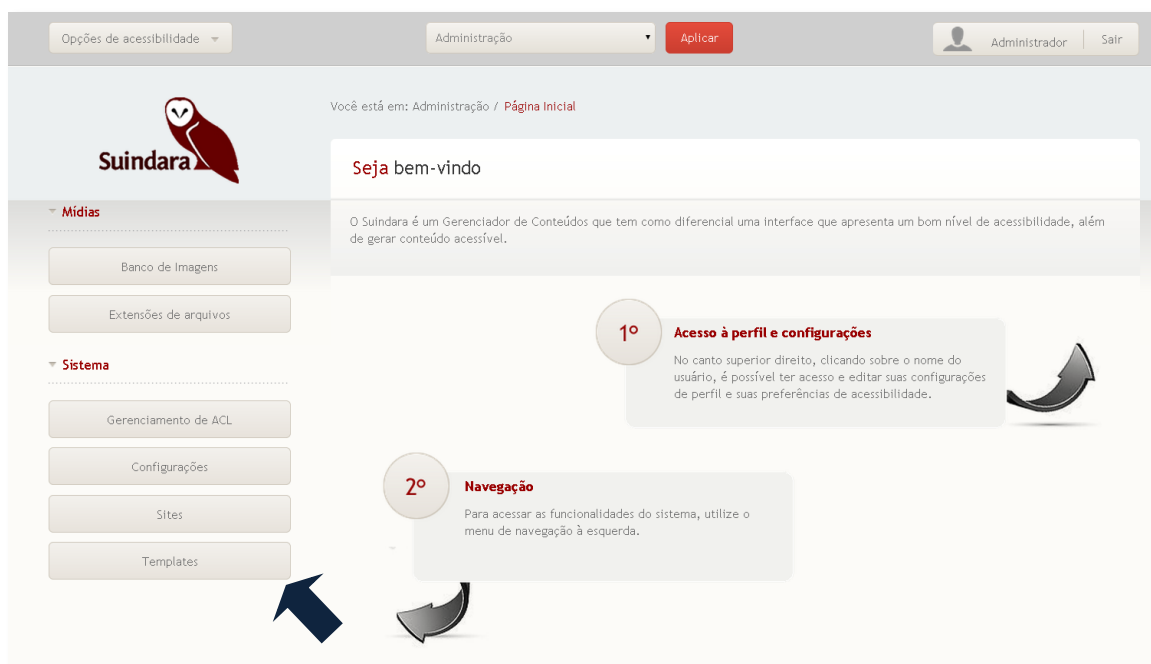 Opções de acessibilidade
Administração
Aplicar
Administrador
Sair
Suindara
Você está em: Administração / Página Inicial
Seja bem-vindo
O Suindara é um Gerenciador de Conteúdos que tem como diferencial uma interface que apresenta um bom nível de acessibilidade, além
de gerar conteúdo acessível.
Mídias
Banco de Imagens
Extensões de arquivos
Sistema
Gerenciamento de ACL
Configurações
Sites
Templates
1º
Acesso à perfil e configurações
No canto superior direito, clicando sobre o nome do
usuário, é possível ter acesso e editar suas configurações
de perfil e suas preferências de acessibilidade.
2º
Navegação
Para acessar as funcionalidades do sistema, utilize o
menu de navegação à esquerda.